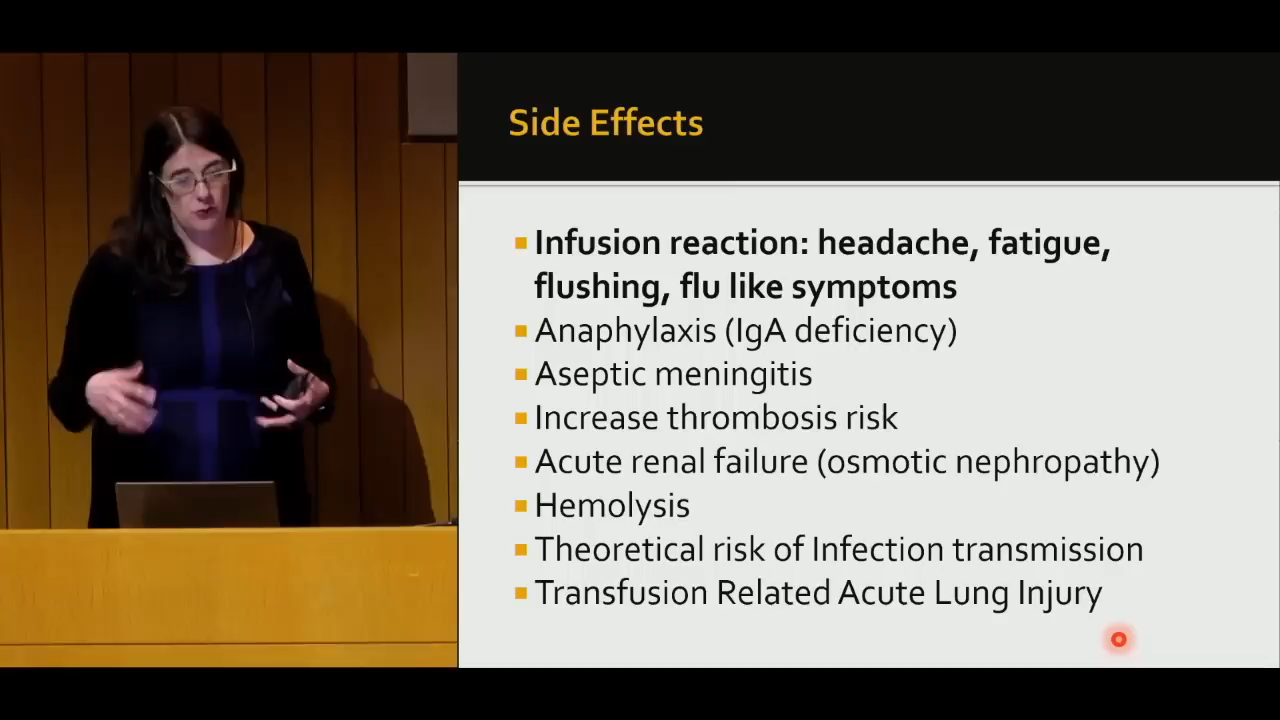 Side Effects
Infusion reaction: headache, fatigue,
flushing, flu like symptoms
Anaphylaxis (IgA deficiency)
Aseptic meningitis
Increase thrombosis risk
Acute renal failure (osmotic nephropathy)
Hemolysis
Theoretical risk of Infection transmission
Transfusion Related Acute Lung Injury